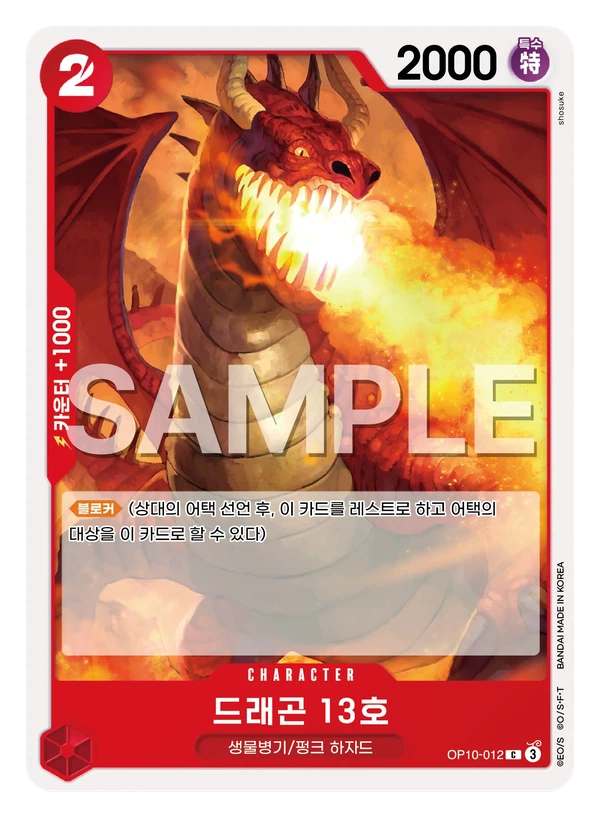 2
2000
특수
特
shosuke
⚡카운터 +1000
SAMPLE
블로커 (상대의 어택 선언 후, 이 카드를 레스트로 하고 어택의
대상을 이 카드로 할 수 있다)
CHARACTER
드래곤 13호
생물병기/펑크 하자드
OP10-012 C 3
©EO/S ©O/S·F·T BANDAI MADE IN KOREA